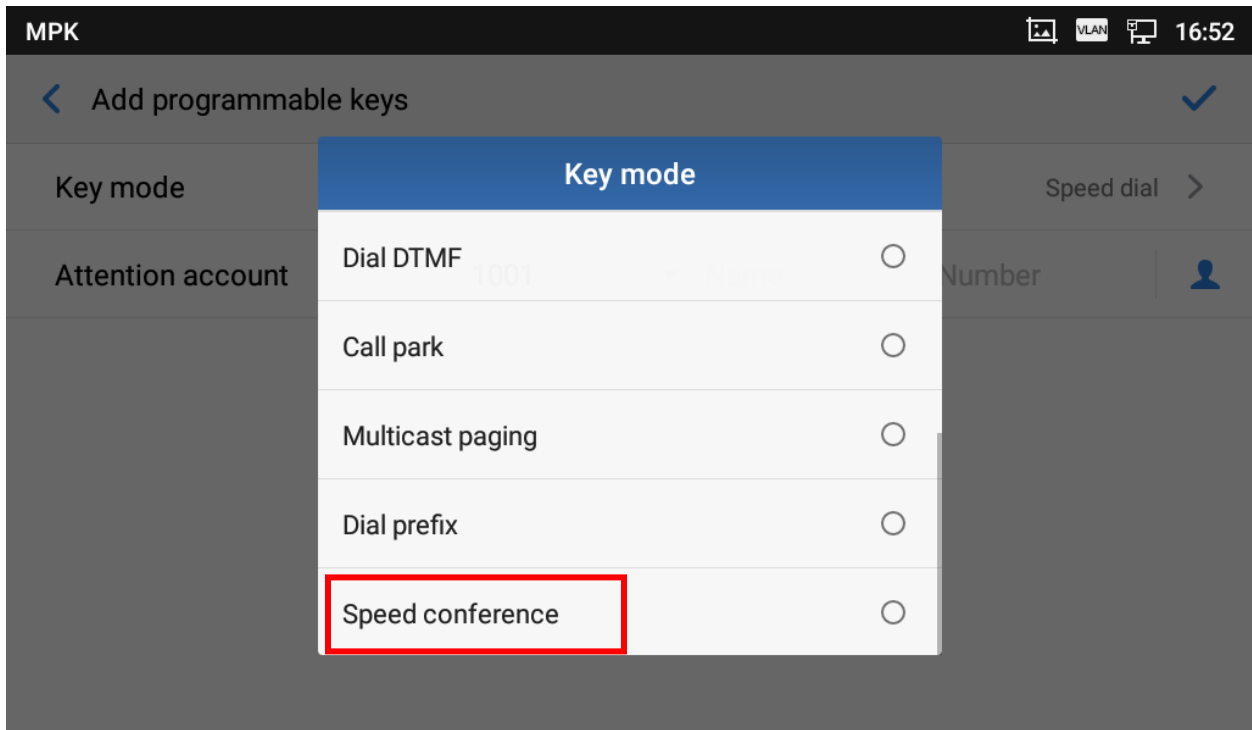 MPK VLAN 16:52
Add programmable keys
Key mode
Key mode Speed dial
Dial DTMF
Attention account 1001 Number
Call park
Multicast paging
Dial prefix
Speed conference